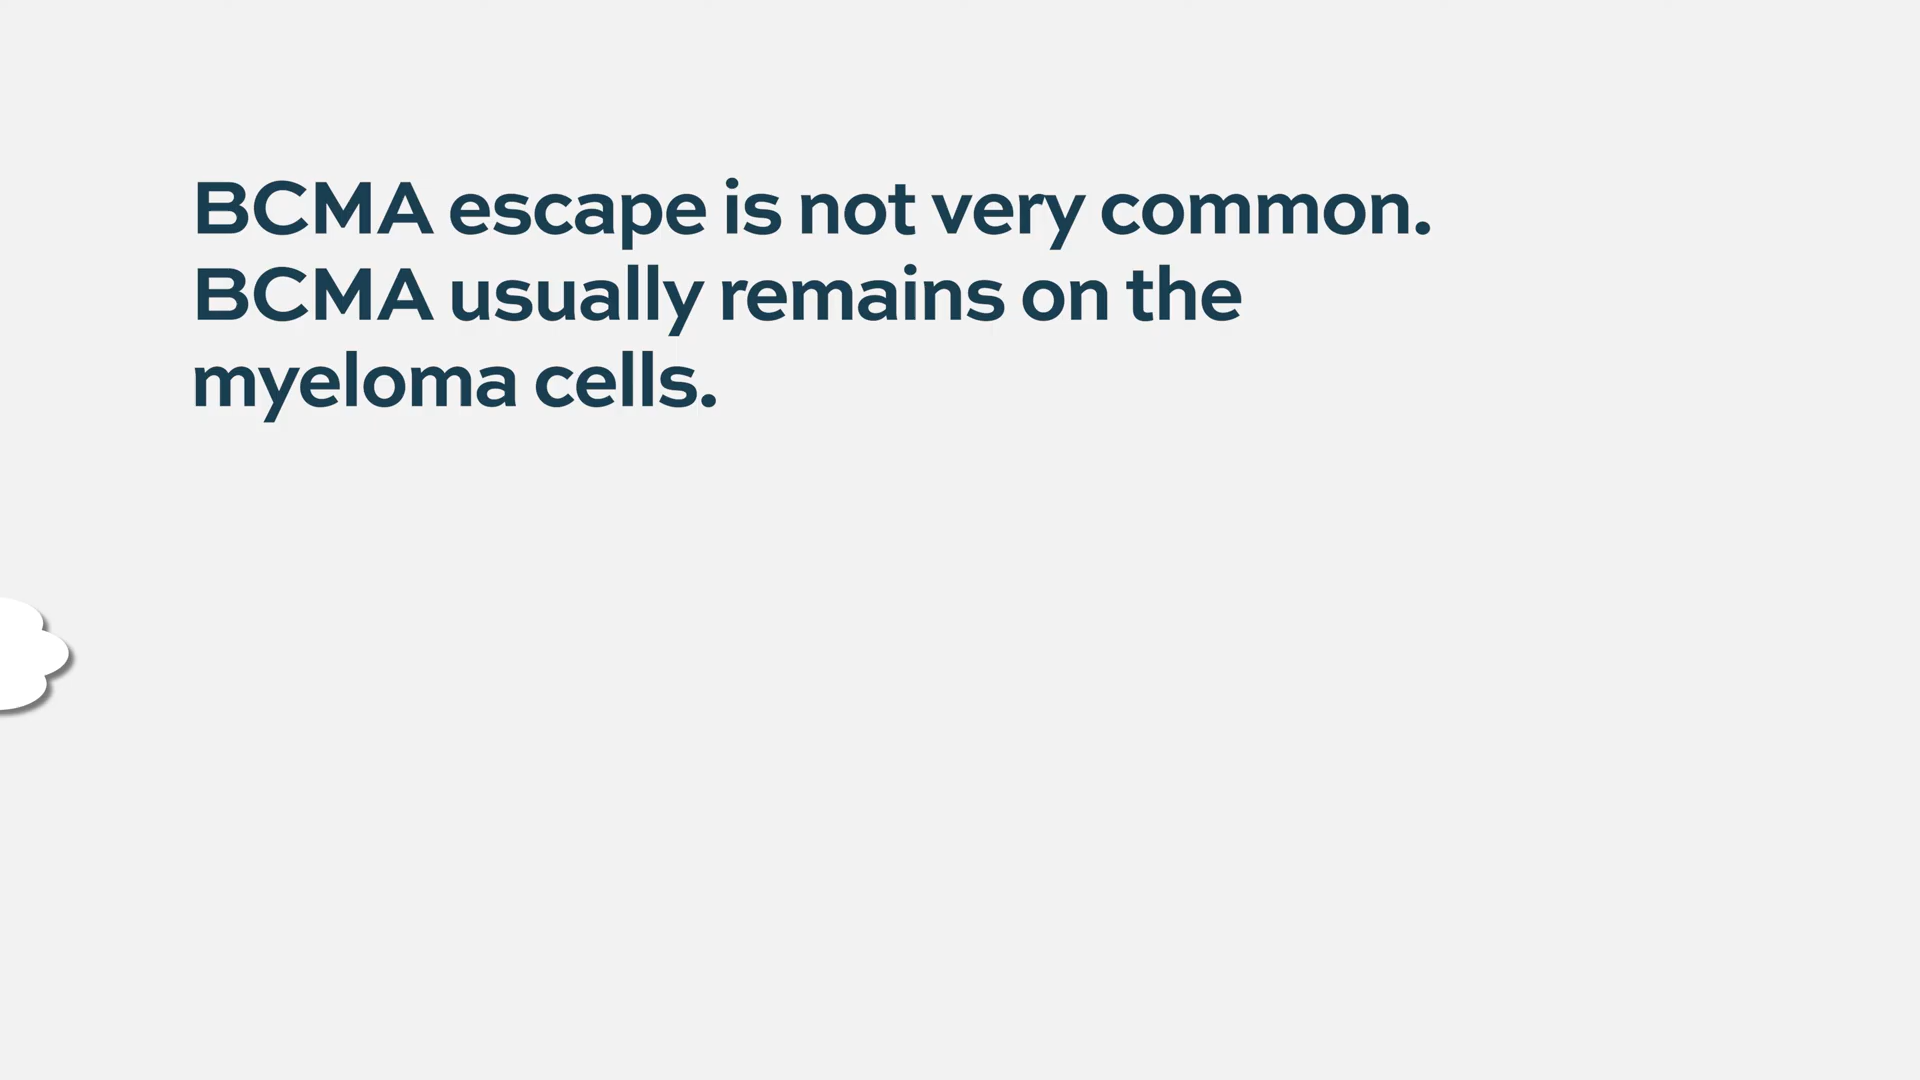 BCMA escape is not very common.
BCMA usually remains on the
myeloma cells.